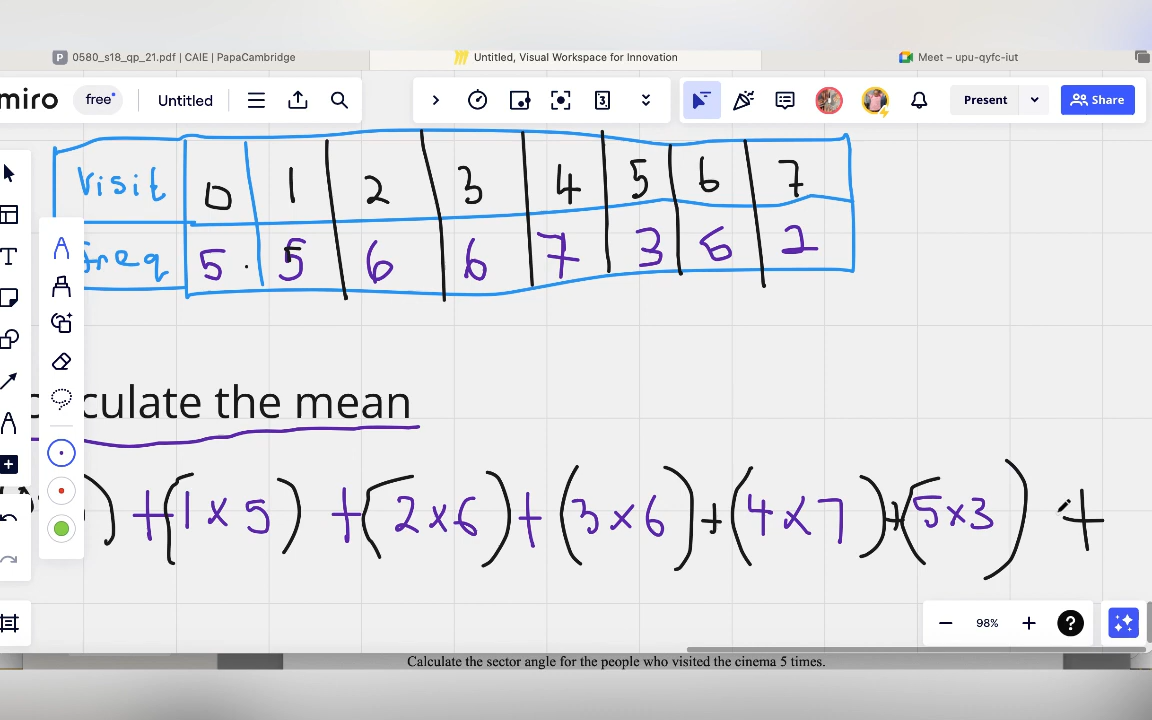 0580_s18_qp_21.pdf | CAIE | PapaCambridge
Untitled, Visual Workspace for Innovation
Meet – upu-qyfc-iut
miro
free
Untitled
3
Present
Share
Visit 0 1 2 3 4 5 6 7
freq 5 . 5 6 6 7 3 6 2
culate the mean
) + (1 × 5) + (2 × 6) + (3 × 6) + (4 × 7) + (5 × 3) +
98%
?
Calculate the sector angle for the people who visited the cinema 5 times.